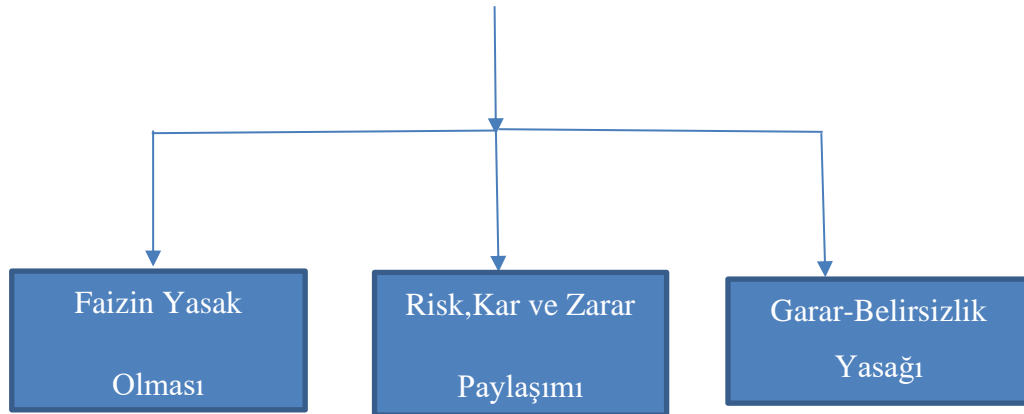 Faizin Yasak
Olması
Risk,Kar ve Zarar
Paylaşımı
Garar-Belirsizlik
Yasağı